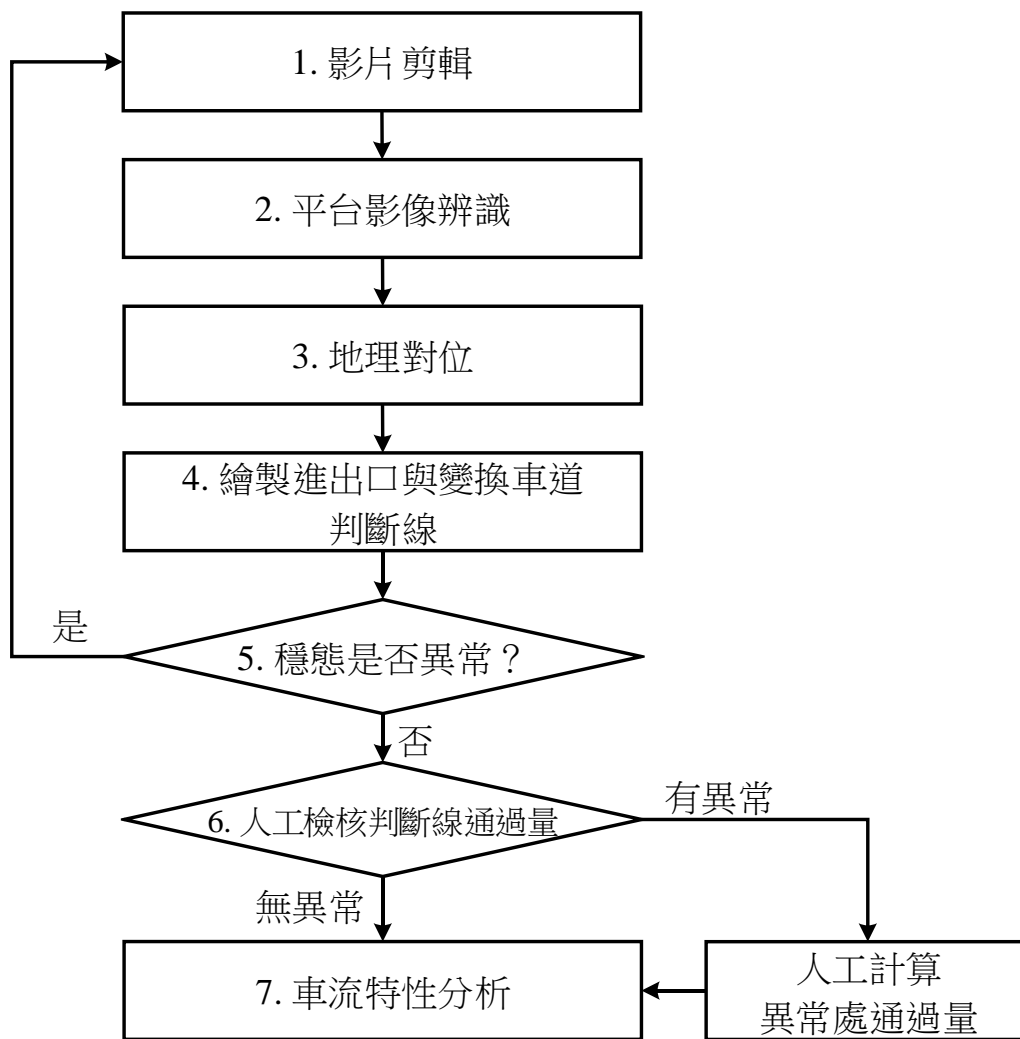 1. 影片剪輯
2. 平台影像辨識
3. 地理對位
4. 繪製進出口與變換車道
判斷線
是
5. 穩態是否異常？
否
有異常
6. 人工檢核判斷線通過量
無異常
7. 車流特性分析
人工計算
異常處通過量